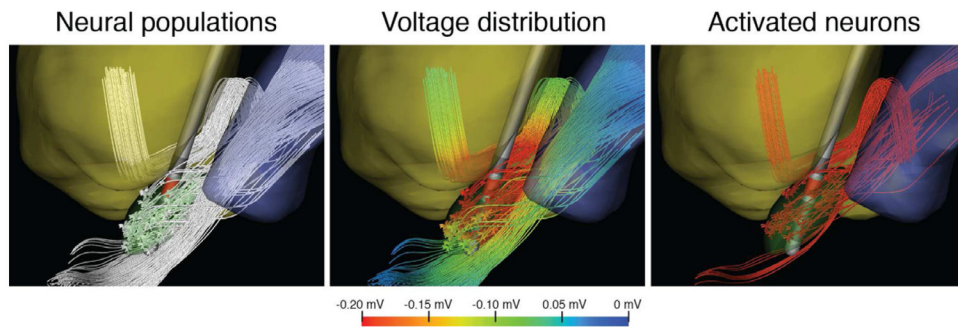 Neural populations
Voltage distribution
Activated neurons
-0.20 mV
-0.15 mV
-0.10 mV
0.05 mV
0 mV